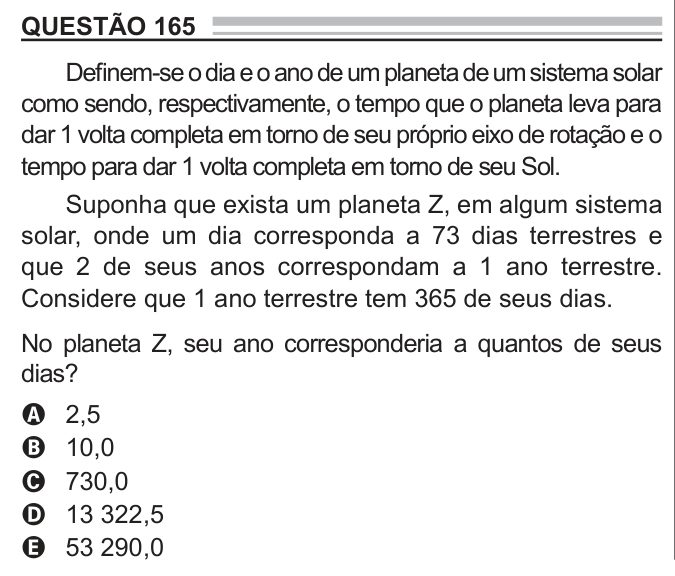 QUESTÃO 165
Definem-se o dia e o ano de um planeta de um sistema solar
como sendo, respectivamente, o tempo que o planeta leva para
dar 1 volta completa em torno de seu próprio eixo de rotação e o
tempo para dar 1 volta completa em torno de seu Sol.
Suponha que exista um planeta Z, em algum sistema
solar, onde um dia corresponda a 73 dias terrestres e
que 2 de seus anos correspondam a 1 ano terrestre.
Considere que 1 ano terrestre tem 365 de seus dias.
No planeta Z, seu ano corresponderia a quantos de seus
dias?
A 2,5
B 10,0
C 730,0
D 13 322,5
E 53 290,0